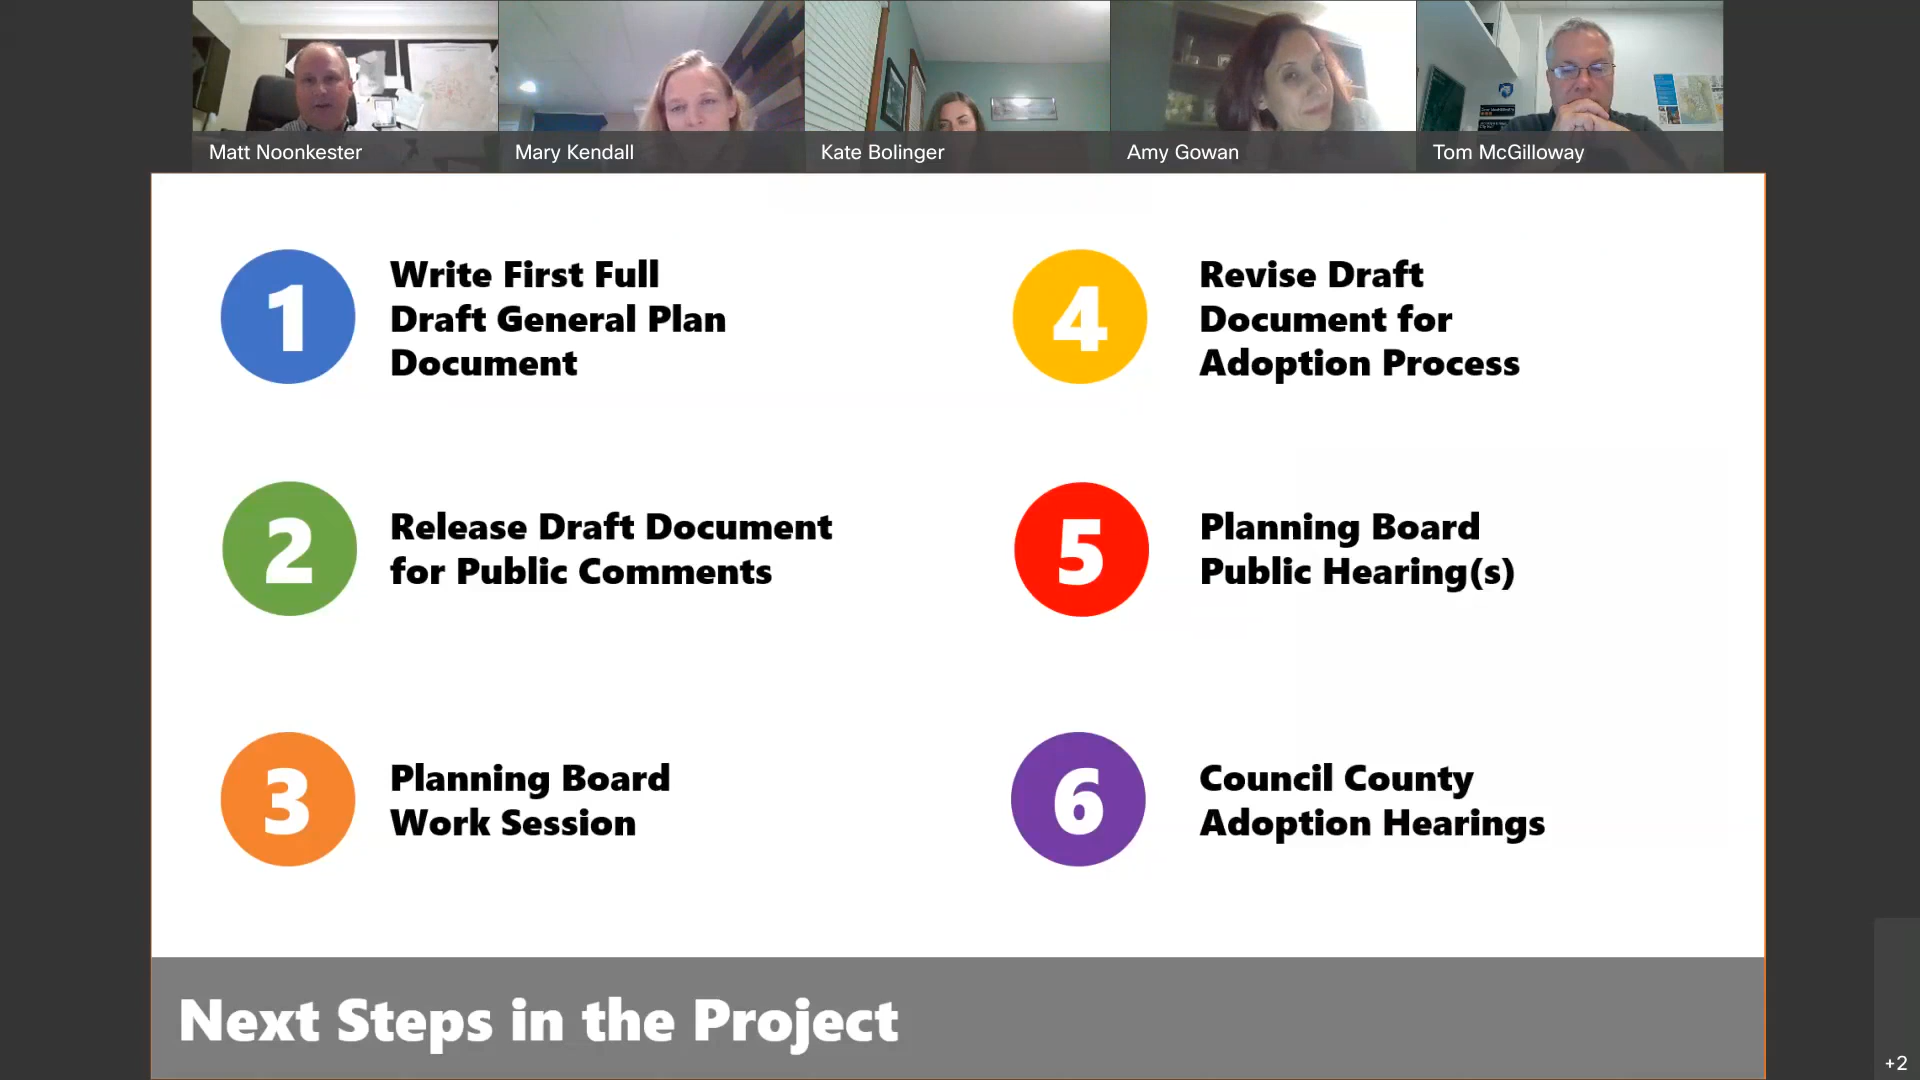 Matt Noonkester
Mary Kendall
Kate Bolinger
Amy Gowan
Tom McGilloway
1
Write First Full
Draft General Plan
Document
2
Release Draft Document
for Public Comments
3
Planning Board
Work Session
4
Revise Draft
Document for
Adoption Process
5
Planning Board
Public Hearing(s)
6
Council County
Adoption Hearings
Next Steps in the Project
+2